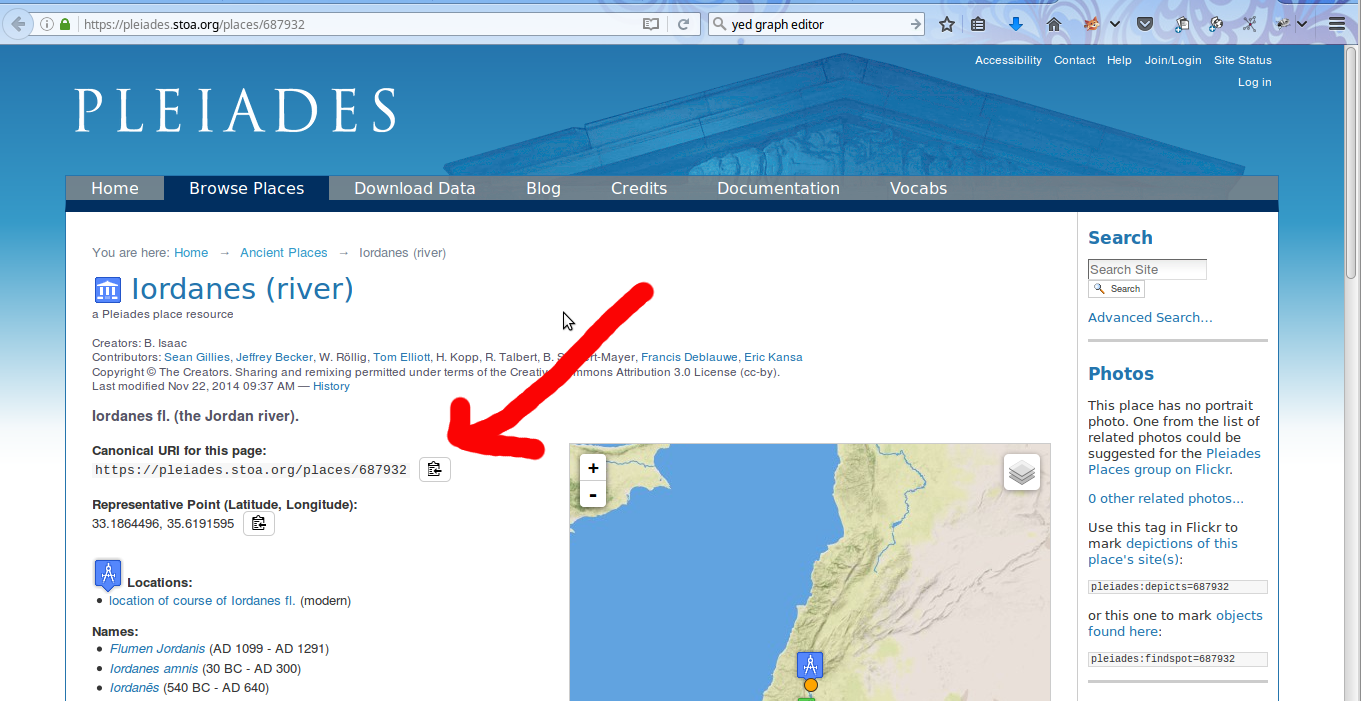 https://pleiades.stoa.org/places/687932
yed graph editor
Accessibility Contact Help Join/Login Site Status
Log in
PLEIADES
Home Browse Places Download Data Blog Credits Documentation Vocabs
You are here: Home → Ancient Places → Iordanes (river)
Iordanes (river)
a Pleiades place resource
Creators: B. Isaac
Contributors: Sean Gillies, Jeffrey Becker, W. Röllig, Tom Elliott, H. Kopp, R. Talbert, B. Francis Deblauwe, Eric Kansa
Copyright © The Creators. Sharing and remixing permitted under terms of the Attribution 3.0 License (cc-by).
Last modified Nov 22, 2014 09:37 AM — History
Iordanes fl. (the Jordan river).
Canonical URI for this page:
https://pleiades.stoa.org/places/687932
Representative Point (Latitude, Longitude):
33.1864496, 35.6191595
Locations:
• location of course of Iordanes fl. (modern)
Names:
• Flumen Jordanis (AD 1099 - AD 1291)
• Iordanes amnis (30 BC - AD 300)
• Iordanēs (540 BC - AD 640)
+
-
Search
Search Site
Search
Advanced Search…
Photos
This place has no portrait
photo. One from the list of
related photos could be
suggested for the Pleiades
Places group on Flickr.
0 other related photos...
Use this tag in Flickr to
mark depictions of this
place's site(s):
pleiades:depicts=687932
or this one to mark objects
found here:
pleiades:findspot=687932